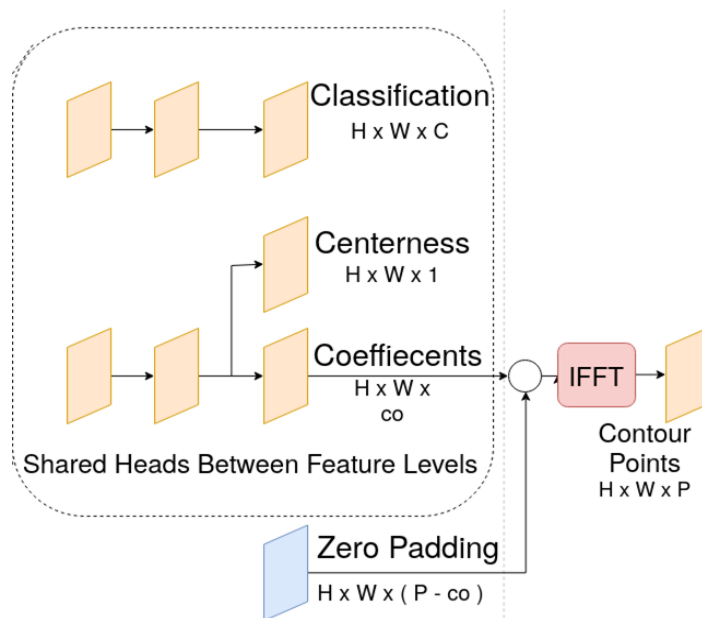 Classification
H x W x C
Centerness
H x W x 1
Coeffiecents
H x W x
co
IFFT
Contour
Points
H x W x P
Shared Heads Between Feature Levels
Zero Padding
H x W x ( P - co )